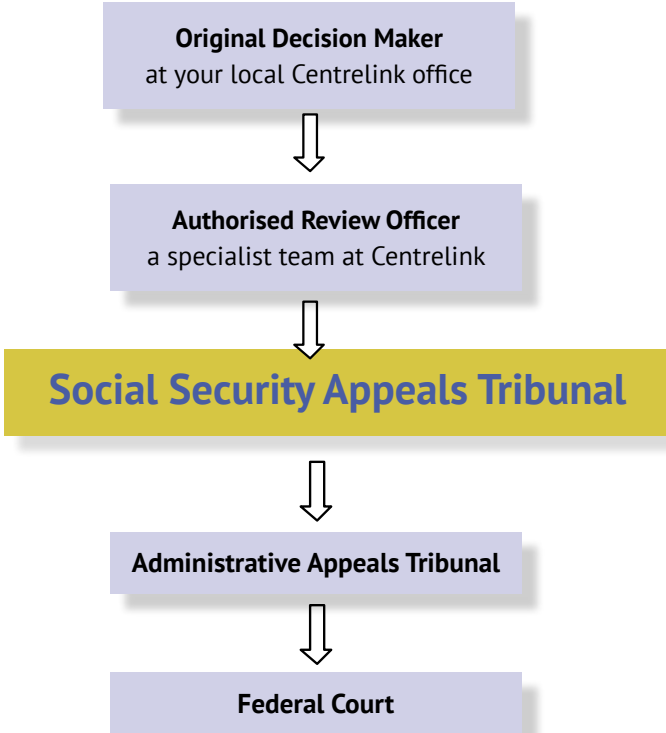 Original Decision Maker
at your local Centrelink office
Authorised Review Officer
a specialist team at Centrelink
Social Security Appeals Tribunal
Administrative Appeals Tribunal
Federal Court